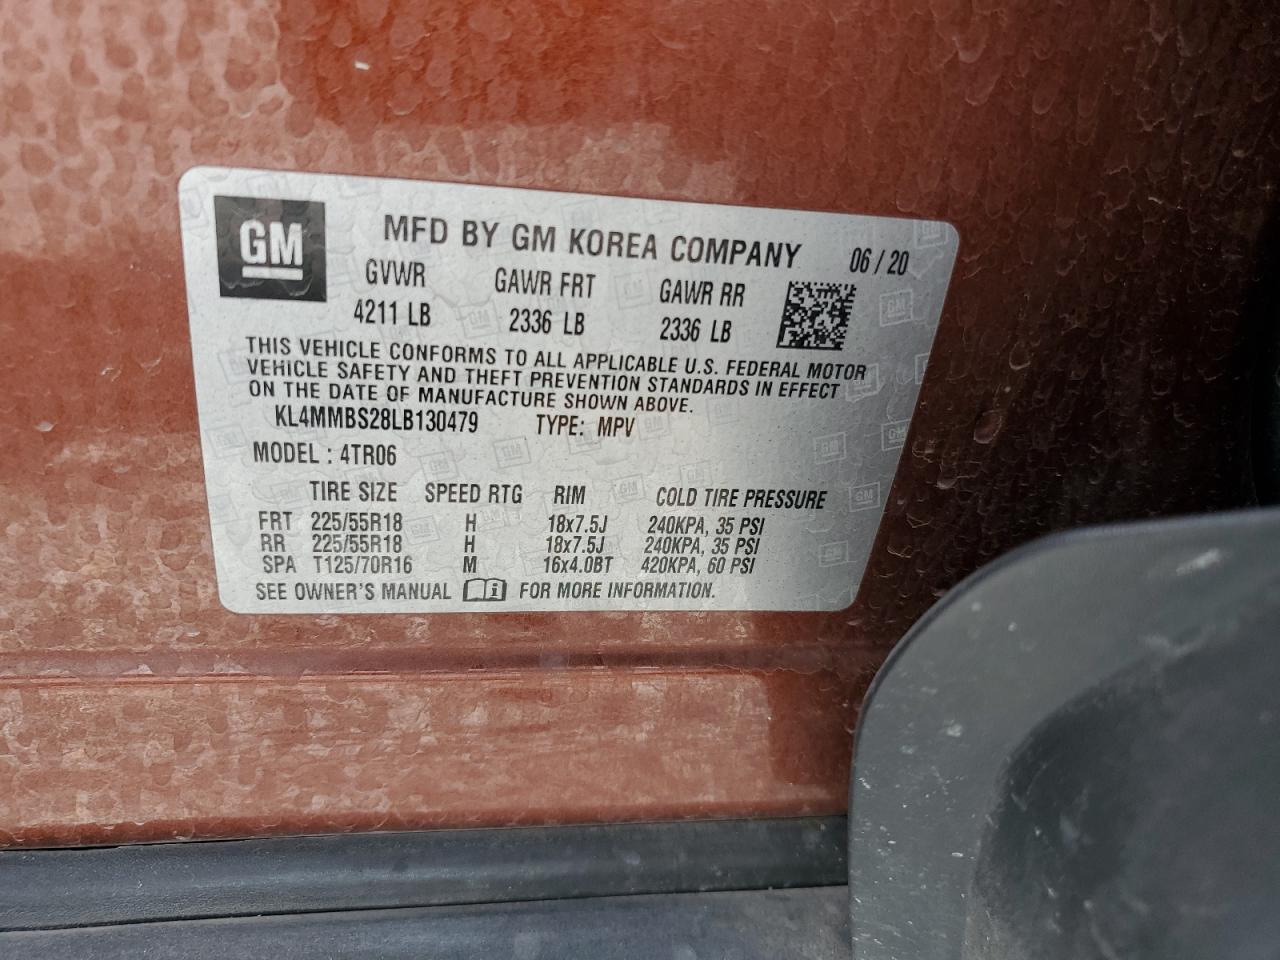 GM
MFD BY GM KOREA COMPANY 06 / 20
GVWR GAWR FRT GAWR RR
4211 LB 2336 LB 2336 LB
THIS VEHICLE CONFORMS TO ALL APPLICABLE U.S. FEDERAL MOTOR
VEHICLE SAFETY AND THEFT PREVENTION STANDARDS IN EFFECT
ON THE DATE OF MANUFACTURE SHOWN ABOVE.
KL4MMBS28LB130479 TYPE: MPV
MODEL : 4TR06
TIRE SIZE SPEED RTG RIM COLD TIRE PRESSURE
FRT 225/55R18 H 18x7.5J 240KPA, 35 PSI
RR 225/55R18 H 18x7.5J 240KPA, 35 PSI
SPA T125/70R16 M 16x4.0BT 420KPA, 60 PSI
SEE OWNER'S MANUAL i FOR MORE INFORMATION.